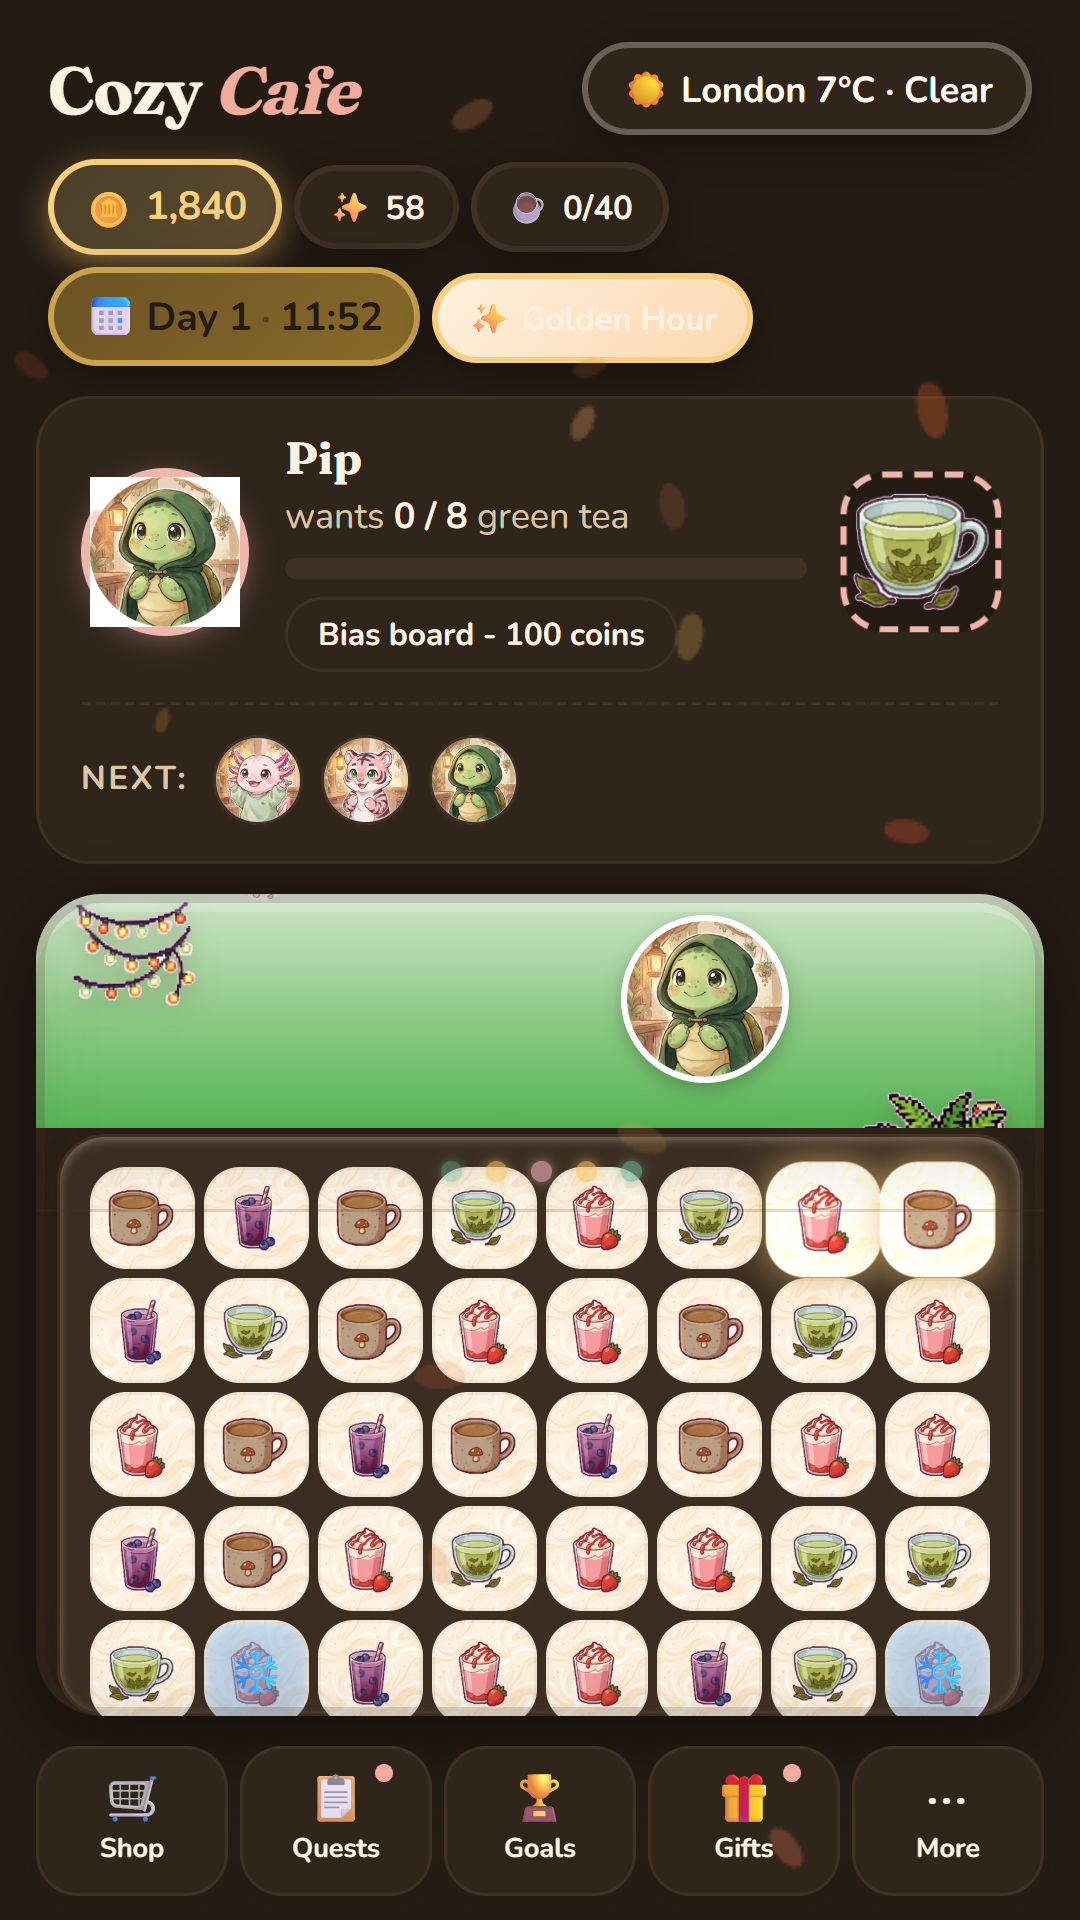 Cozy Cafe
London 7°C · Clear
1,840
58
0/40
Day 1 · 11:52
Golden Hour
Pip
wants 0 / 8 green tea
Bias board - 100 coins
NEXT:
Shop
Quests
Goals
Gifts
More